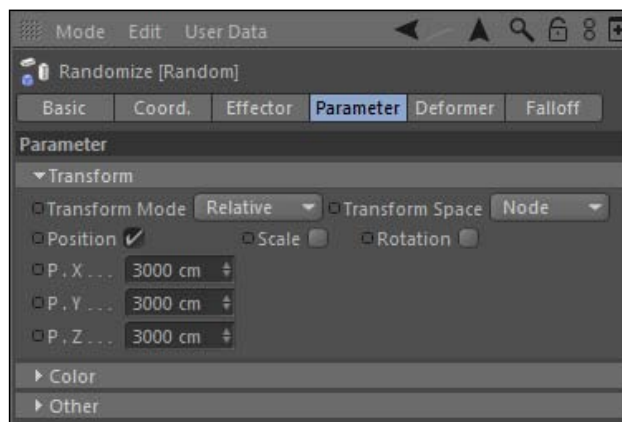 Mode Edit User Data
Randomize [Random]
Basic Coord. Effector Parameter Deformer Falloff
Parameter
Transform
Transform Mode Relative Transform Space Node
Position Scale Rotation
P . X . . . 3000 cm
P . Y . . . 3000 cm
P . Z . . . 3000 cm
Color
Other